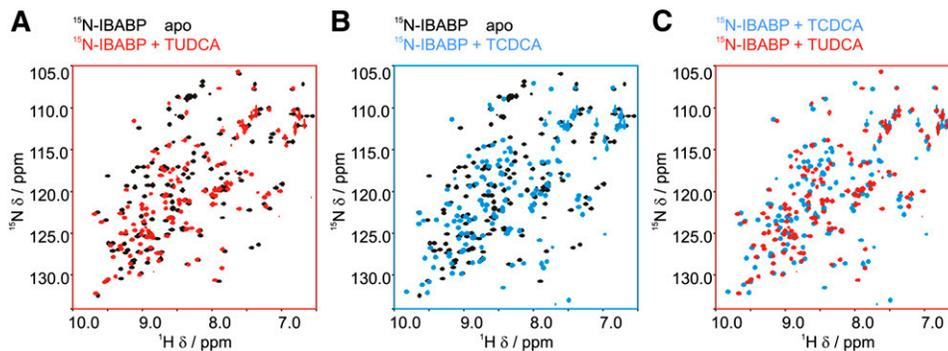 A
¹⁵N-IBABP apo
¹⁵N-IBABP + TUDCA
105.0
110.0
115.0
120.0
125.0
130.0
¹⁵N δ / ppm
10.0 9.0 8.0 7.0
¹H δ / ppm
B
¹⁵N-IBABP apo
¹⁵N-IBABP + TCDCA
105.0
110.0
115.0
120.0
125.0
130.0
¹⁵N δ / ppm
10.0 9.0 8.0 7.0
¹H δ / ppm
C
¹⁵N-IBABP + TCDCA
¹⁵N-IBABP + TUDCA
105.0
110.0
115.0
120.0
125.0
130.0
¹⁵N δ / ppm
10.0 9.0 8.0 7.0
¹H δ / ppm